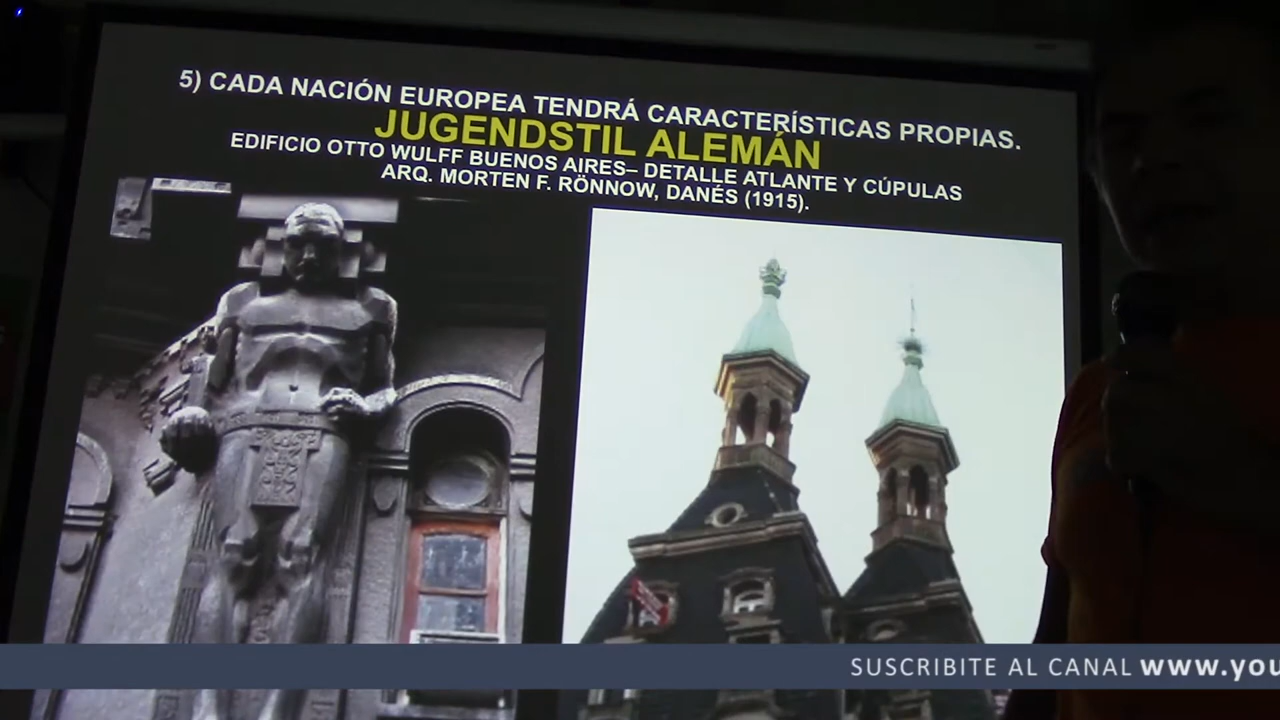 5) CADA NACIÓN EUROPEA TENDRÁ CARACTERÍSTICAS PROPIAS.
JUGENDSTIL ALEMÁN
EDIFICIO OTTO WULFF BUENOS AIRES– DETALLE ATLANTE Y CÚPULAS
ARQ. MORTEN F. RÖNNOW, DANÉS (1915).
SUSCRIBITE AL CANAL www.you